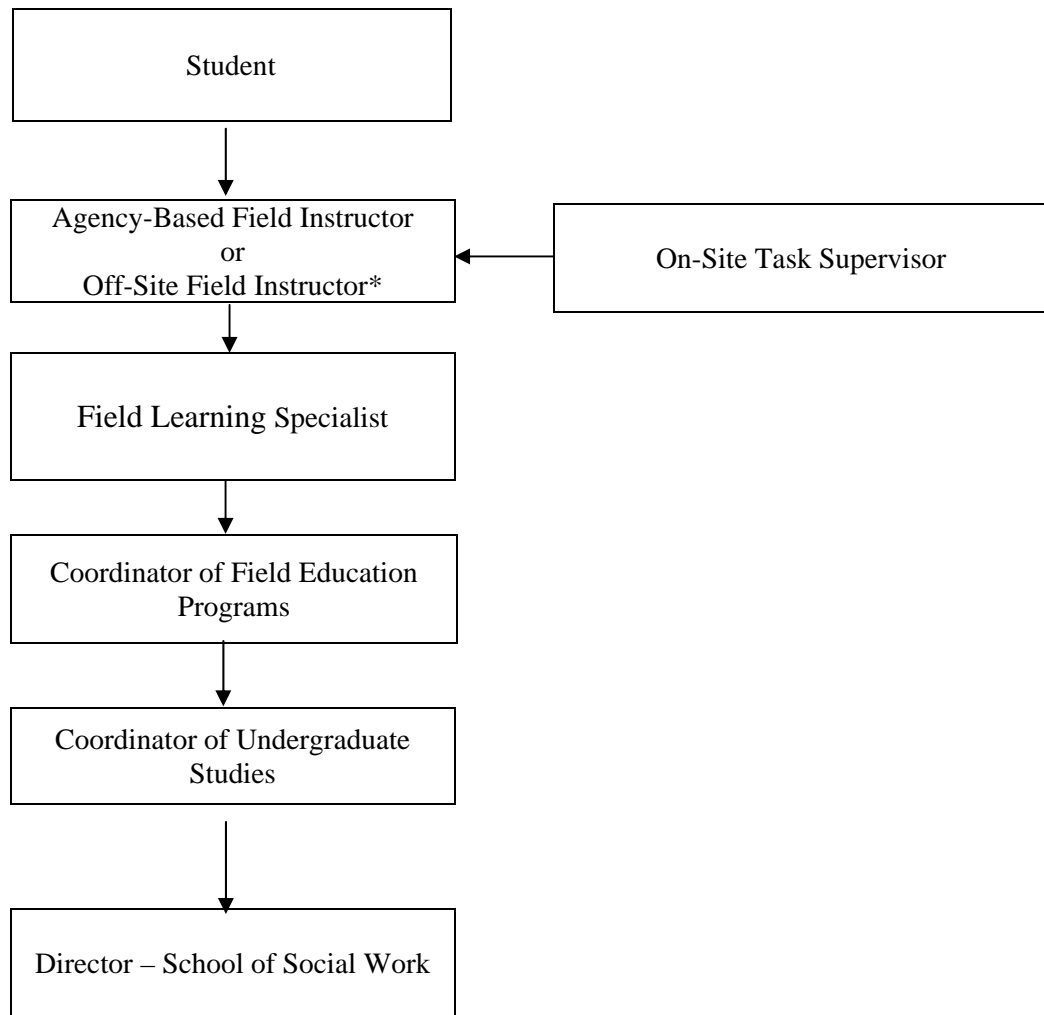 Student
Agency-Based Field Instructor
or
Off-Site Field Instructor*
On-Site Task Supervisor
Field Learning Specialist
Coordinator of Field Education
Programs
Coordinator of Undergraduate
Studies
Director – School of Social Work